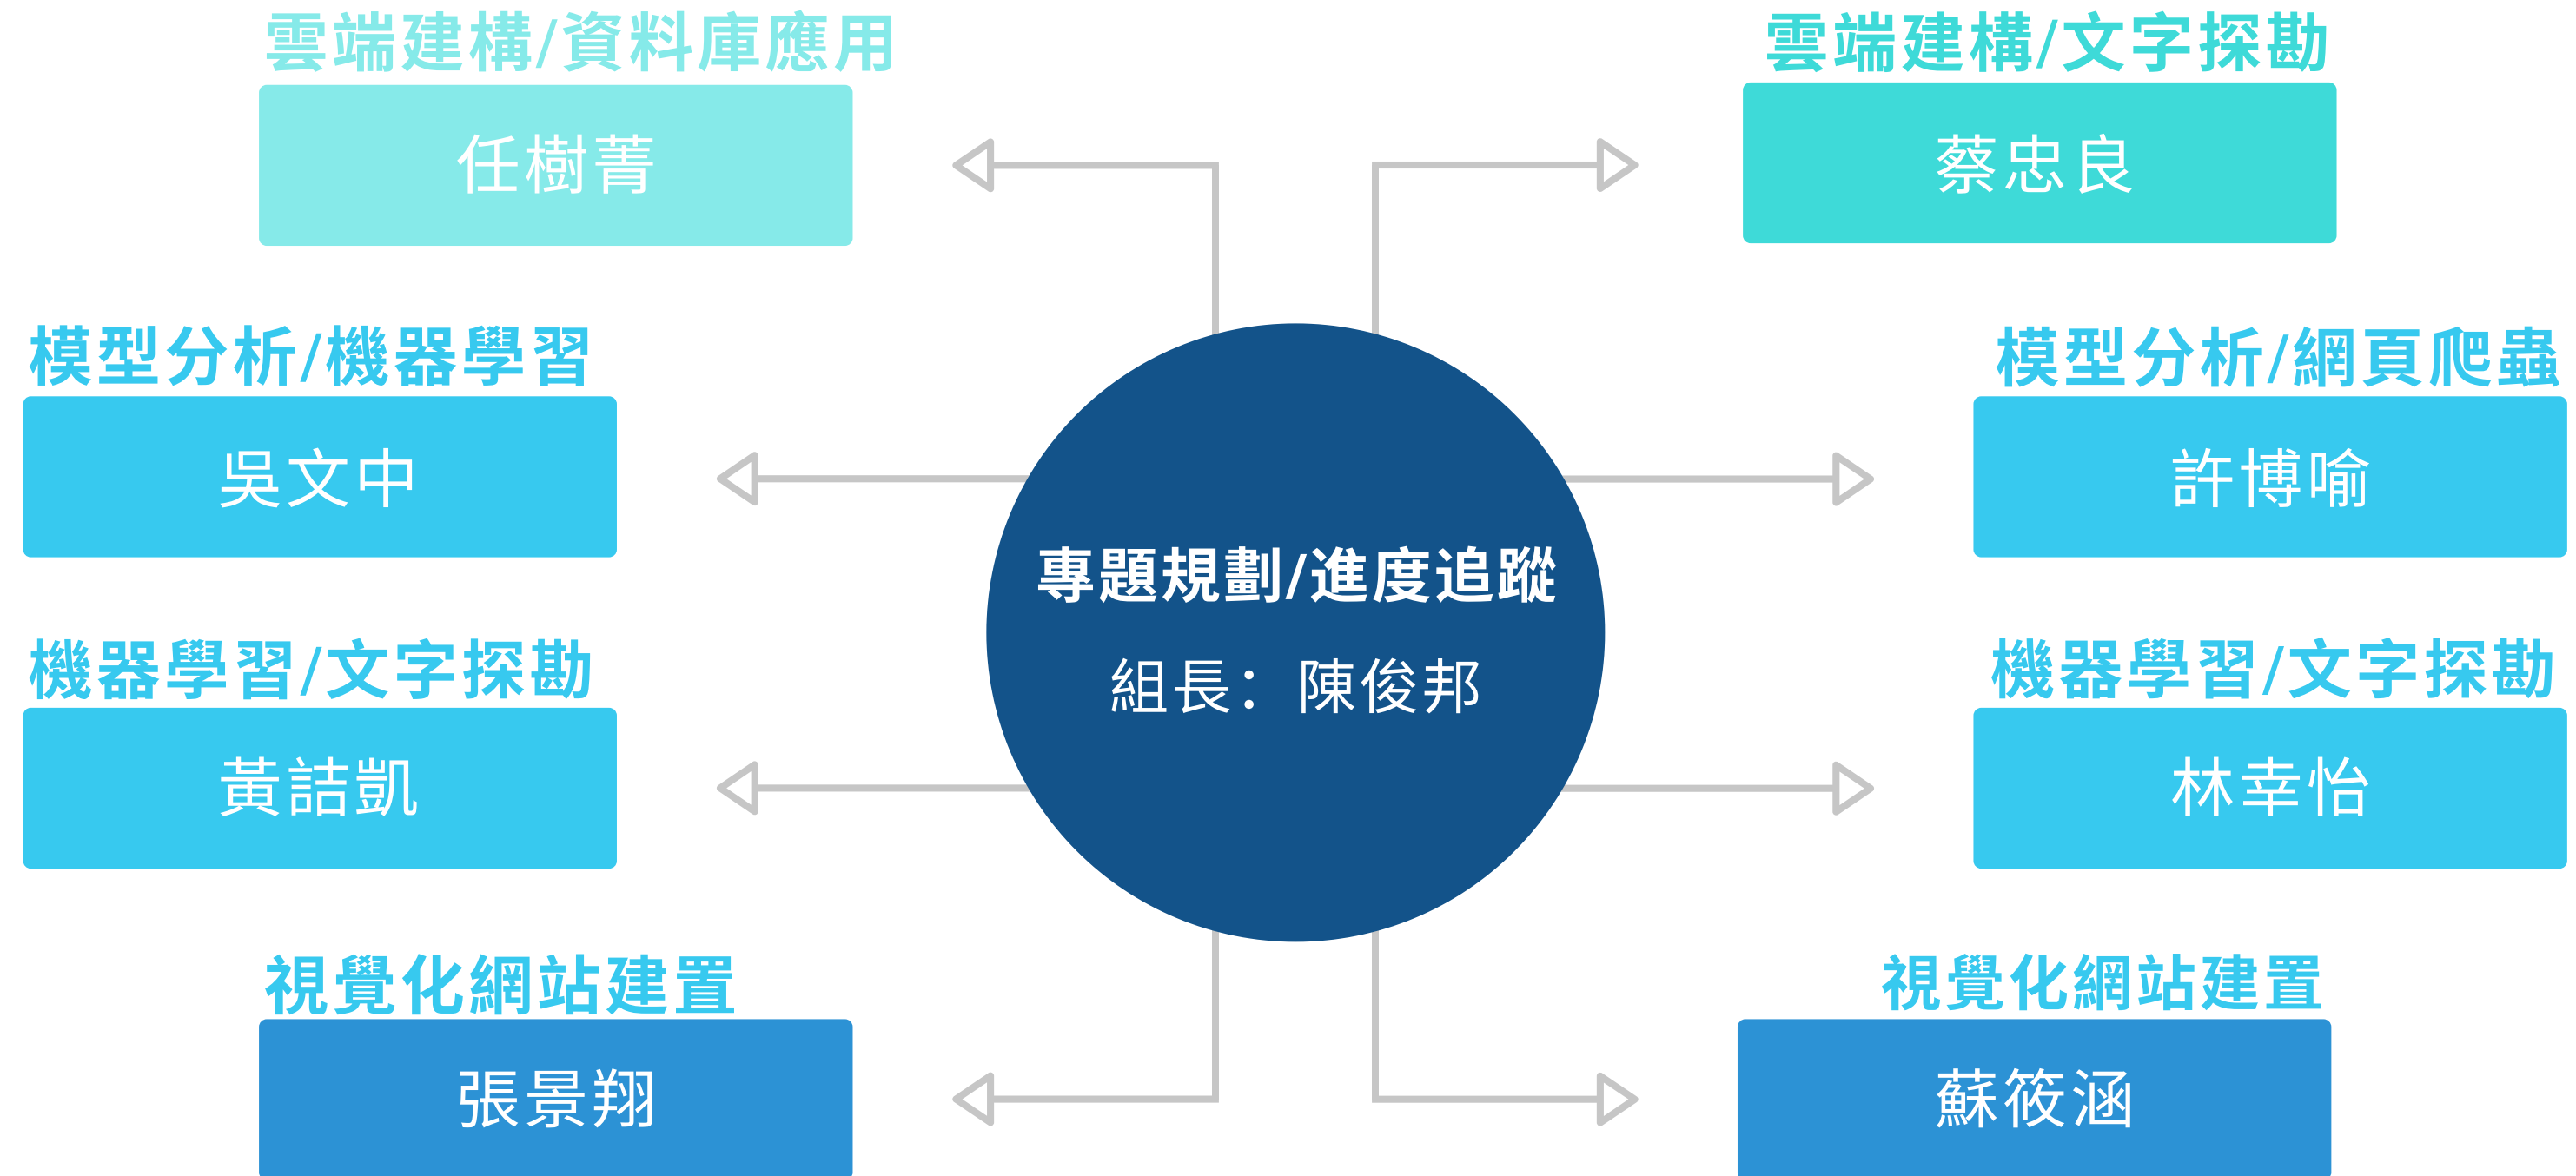 雲端建構/資料庫應用
任樹菁
雲端建構/文字探勘
蔡忠良
模型分析/機器學習
吳文中
模型分析/網頁爬蟲
許博喻
專題規劃/進度追蹤
組長：陳俊邦
機器學習/文字探勘
黃詰凱
機器學習/文字探勘
林幸怡
視覺化網站建置
張景翔
視覺化網站建置
蘇筱涵